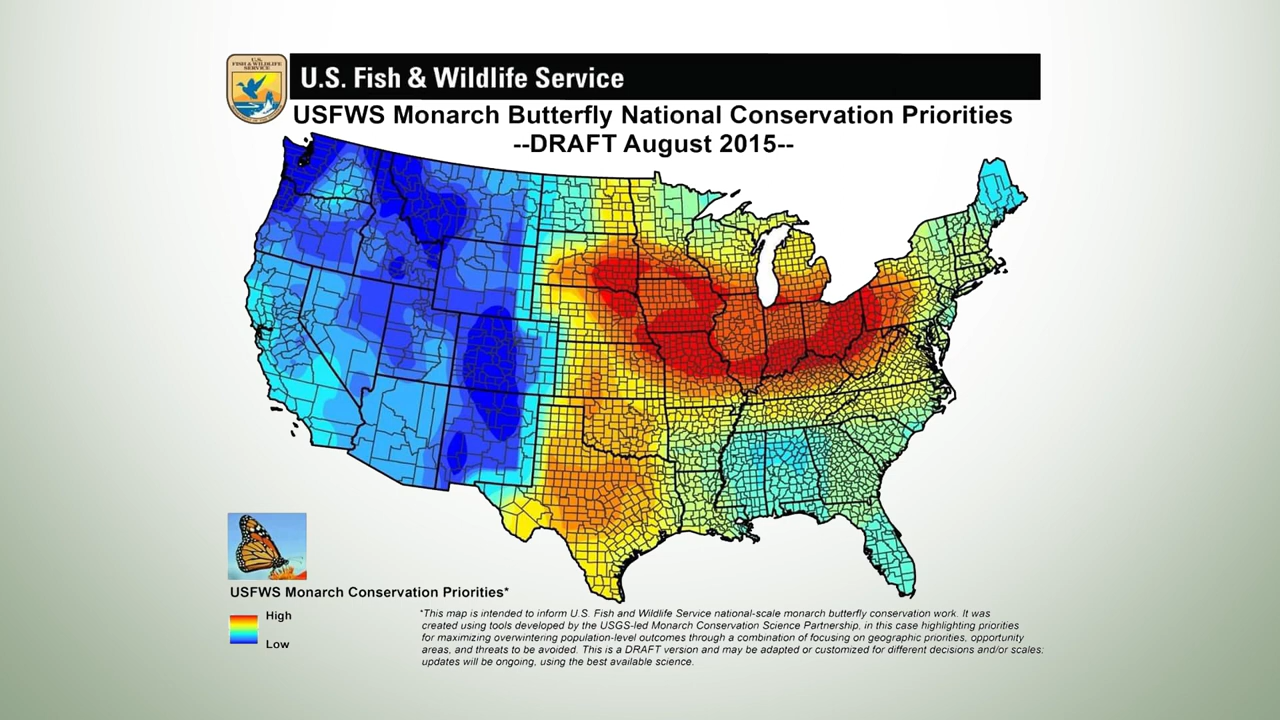 U.S.
FISH & WILDLIFE
SERVICE
U.S. Fish & Wildlife Service
USFWS Monarch Butterfly National Conservation Priorities
--DRAFT August 2015--
USFWS Monarch Conservation Priorities*
High
Low
*This map is intended to inform U.S. Fish and Wildlife Service national-scale monarch butterfly conservation work. It was
created using tools developed by the USGS-led Monarch Conservation Science Partnership, in this case highlighting priorities
for maximizing overwintering population-level outcomes through a combination of focusing on geographic priorities, opportunity
areas, and threats to be avoided. This is a DRAFT version and may be adapted or customized for different decisions and/or scales;
updates will be ongoing, using the best available science.